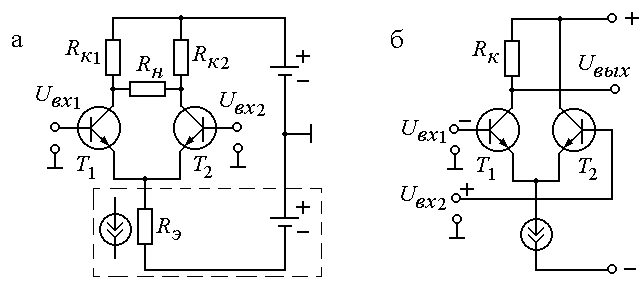 а
Rк1
Rн
Rк2
+
−
Uвх1
Uвх2
T1
T2
+
−
Rэ
б
+
Rк
Uвых
Uвх1
−
T1
T2
Uвх2
+
−